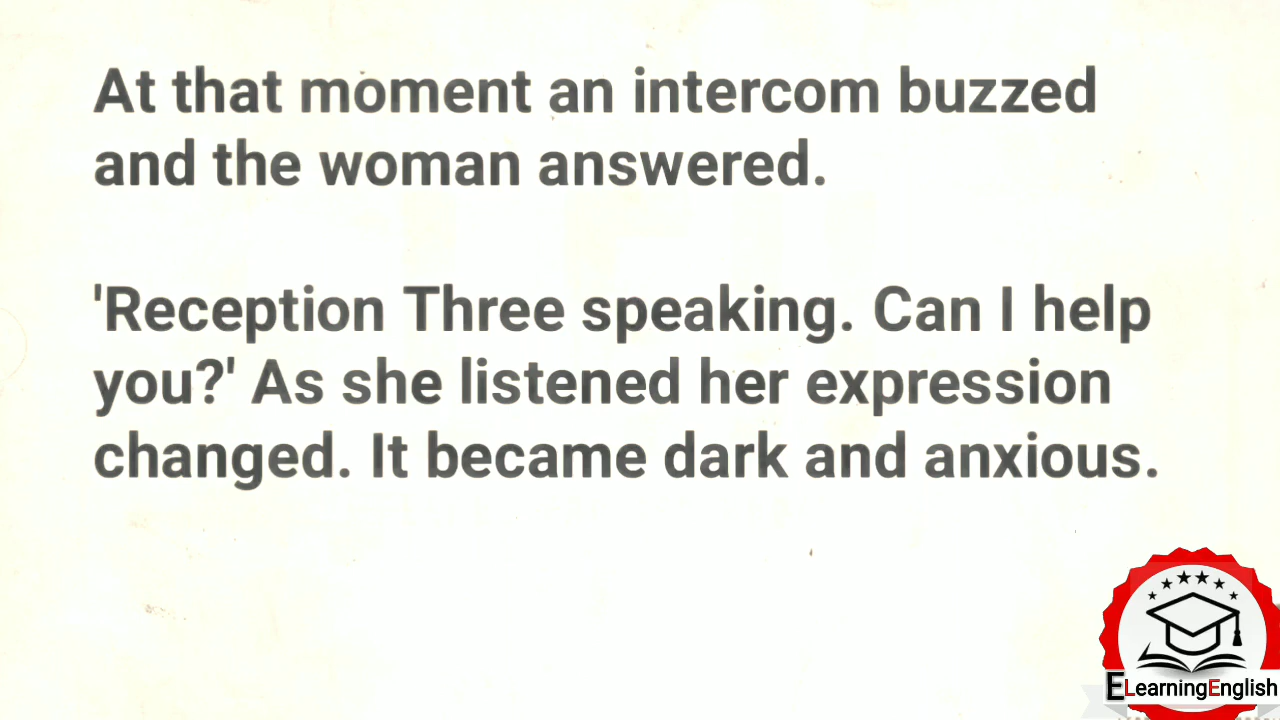 At that moment an intercom buzzed
and the woman answered.
'Reception Three speaking. Can I help
you?' As she listened her expression
changed. It became dark and anxious.
ELearningEnglish